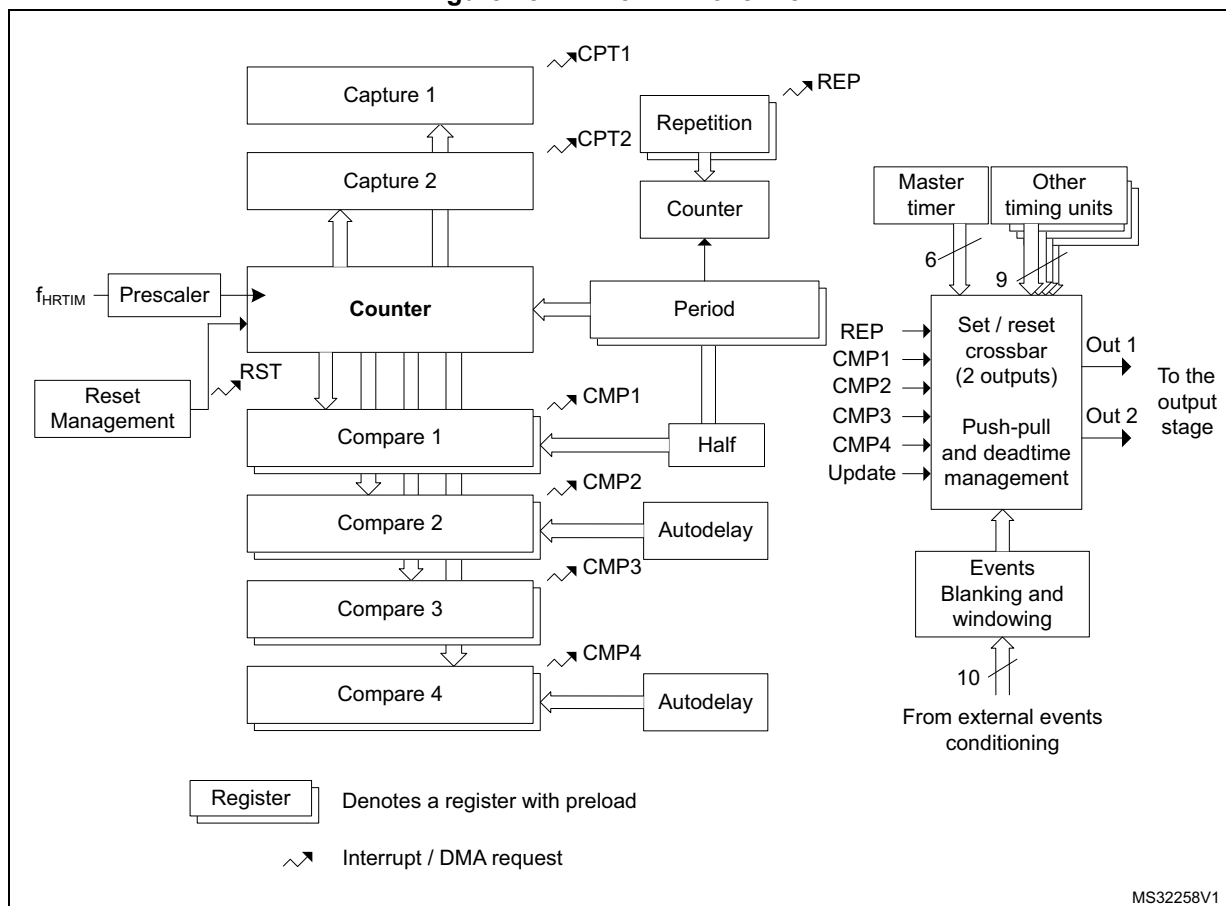 CPT1
Capture 1
REP
Repetition
CPT2
Capture 2
Master
timer
Other
timing units
Counter
6
9
fHRTIM
Prescaler
Counter
Period
REP
CMP1
CMP2
CMP3
CMP4
Update
Set / reset
crossbar
(2 outputs)
Push-pull
and deadtime
management
Out 1
Out 2
To the
output
stage
RST
Reset
Management
CMP1
Compare 1
Half
CMP2
Compare 2
Autodelay
CMP3
Compare 3
Events
Blanking and
windowing
CMP4
Compare 4
Autodelay
10
From external events
conditioning
Register
Denotes a register with preload
Interrupt / DMA request
MS32258V1